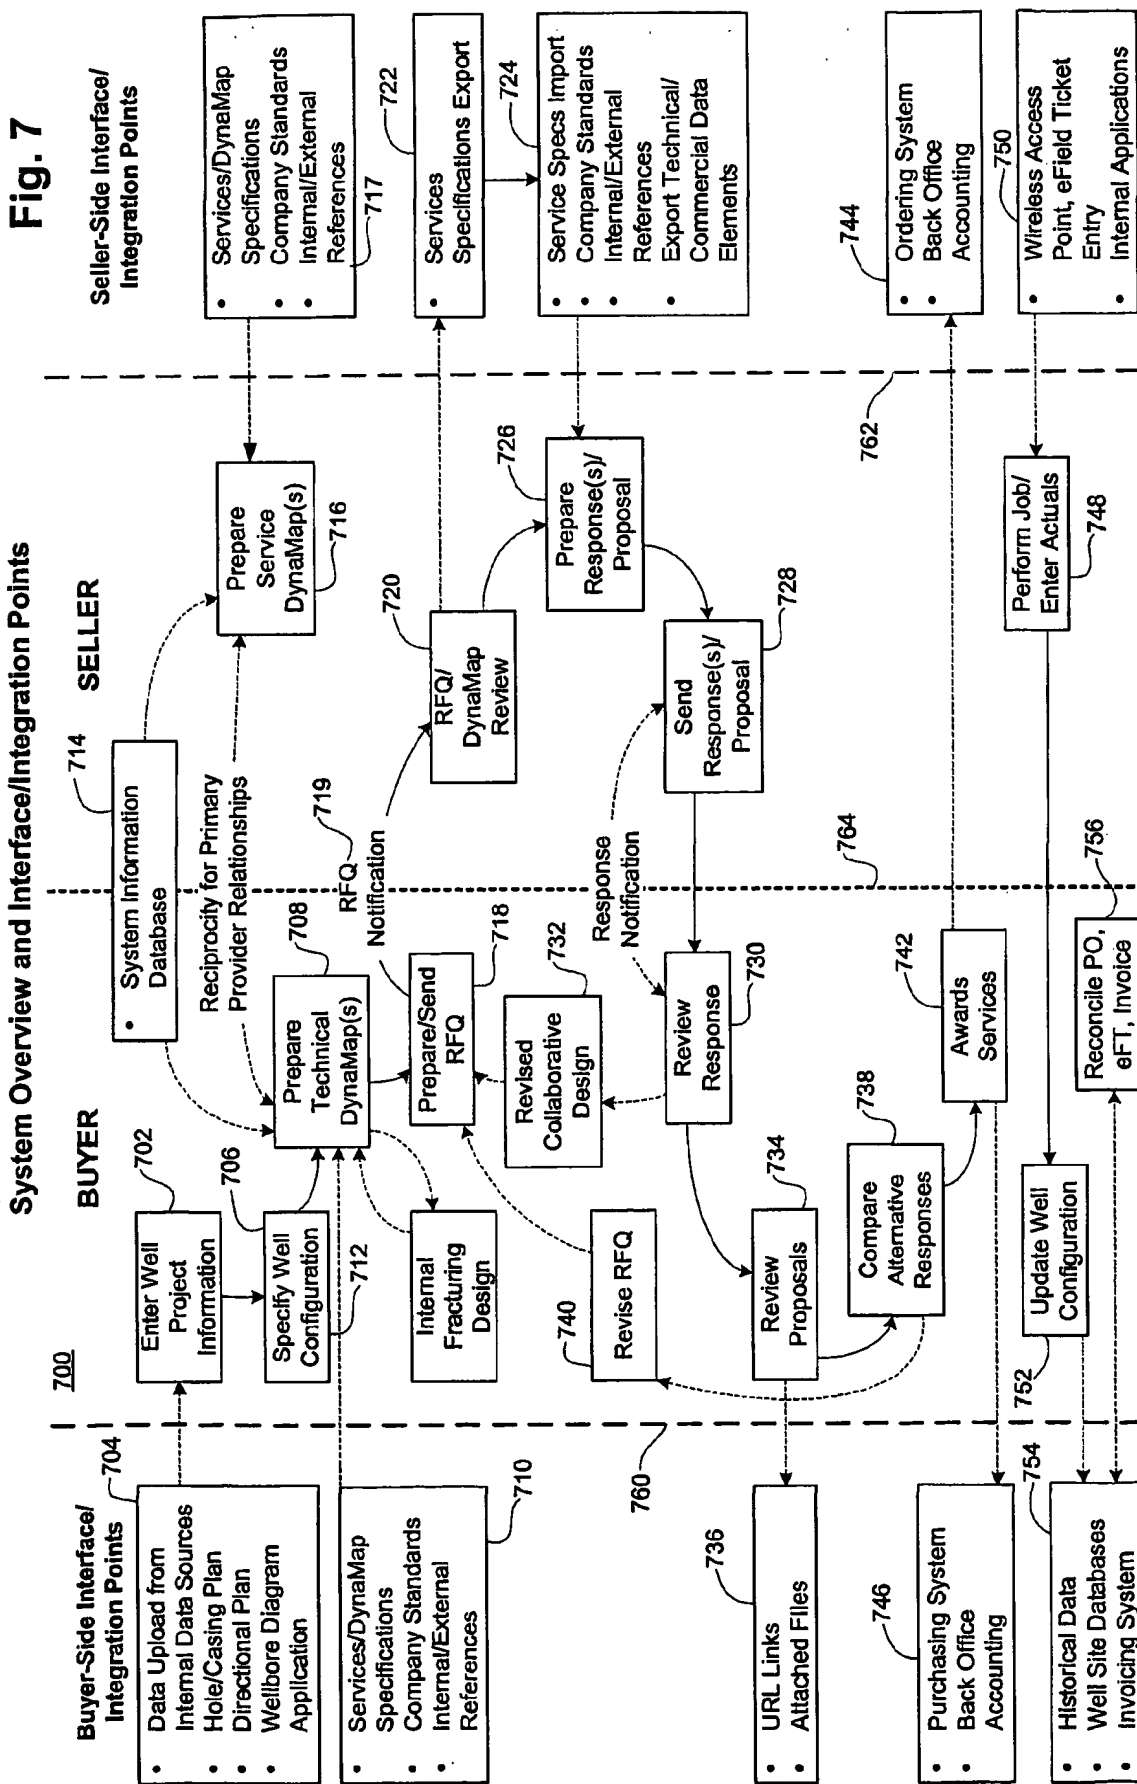 Fig. 7
System Overview and Interface/Integration Points
Buyer-Side Interface/
Integration Points
700
BUYER
SELLER
Seller-Side Interface/
Integration Points
704
• Data Upload from
Internal Data Sources
• Hole/Casing Plan
• Directional Plan
• Wellbore Diagram
Application
702
Enter Well
Project
Information
706
Specify Well
Configuration
712
Internal
Fracturing
Design
714
• System Information
Database
Reciprocity for Primary
Provider Relationships
708
Prepare
Technical
DynaMap(s)
Prepare
Service
DynaMap(s)
716
• Services/DynaMap
Specifications
• Company Standards
• Internal/External
References
717
• Services/DynaMap
Specifications
• Company Standards
• Internal/External
References
710
718
Prepare/Send
RFQ
719
RFQ
Notification
720
RFQ/
DynaMap
Review
722
• Services
Specifications Export
724
• Service Specs Import
• Company Standards
• Internal/External
References
• Export Technical/
Commercial Data
Elements
726
Prepare
Response(s)/
Proposal
732
Revised
Collaborative
Design
Response
Notification
Send
Response(s)/
Proposal
728
Review
Response
730
740
Revise RFQ
734
Review
Proposals
736
• URL Links
• Attached Files
738
Compare
Alternative
Responses
760
764
762
742
Awards
Services
744
• Ordering System
• Back Office
• Accounting
746
• Purchasing System
• Back Office
• Accounting
750
• Wireless Access
Point, eField Ticket
Entry
• Internal Applications
Perform Job/
Enter Actuals
748
Update Well
Configuration
752
754
• Historical Data
• Well Site Databases
• Invoicing System
756
Reconcile PO,
eFT, Invoice